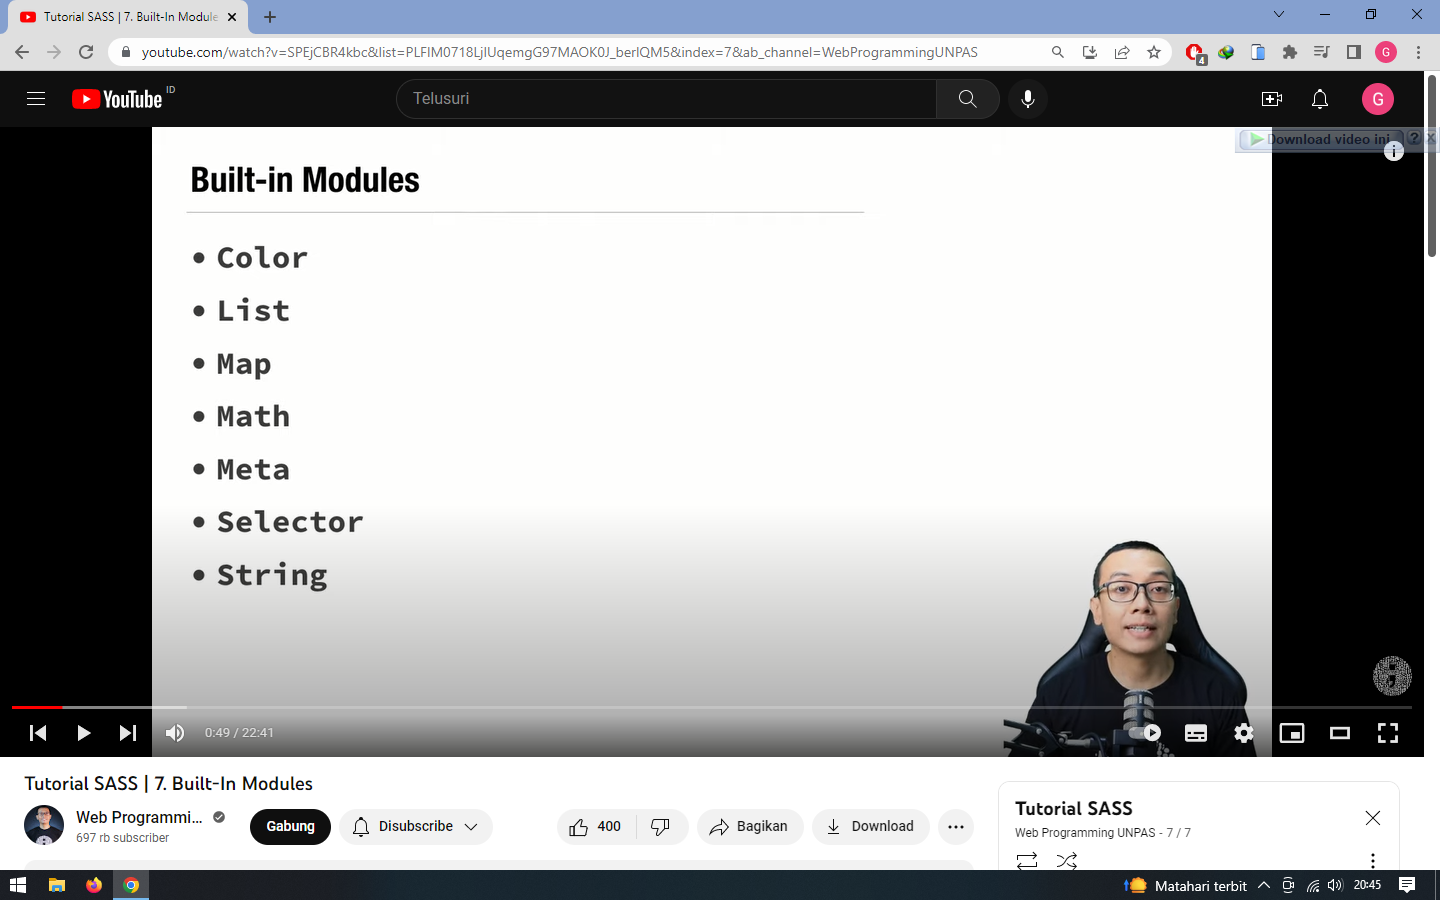 Tutorial SASS | 7. Built-In Module
youtube.com/watch?v=SPEjCBR4kbc&list=PLFIM0718LjIUqemgG97MAOK0J_berIQM5&index=7&ab_channel=WebProgrammingUNPAS
4
G
YouTube ID
Telusuri
G
Download video ini ? x
Built-in Modules
• Color
• List
• Map
• Math
• Meta
• Selector
• String
0:49 / 22:41
Tutorial SASS | 7. Built-In Modules
Web Programmi...
697 rb subscriber
Gabung
Disubscribe
400
Bagikan
Download
Tutorial SASS
Web Programming UNPAS - 7 / 7
Matahari terbit
20:45